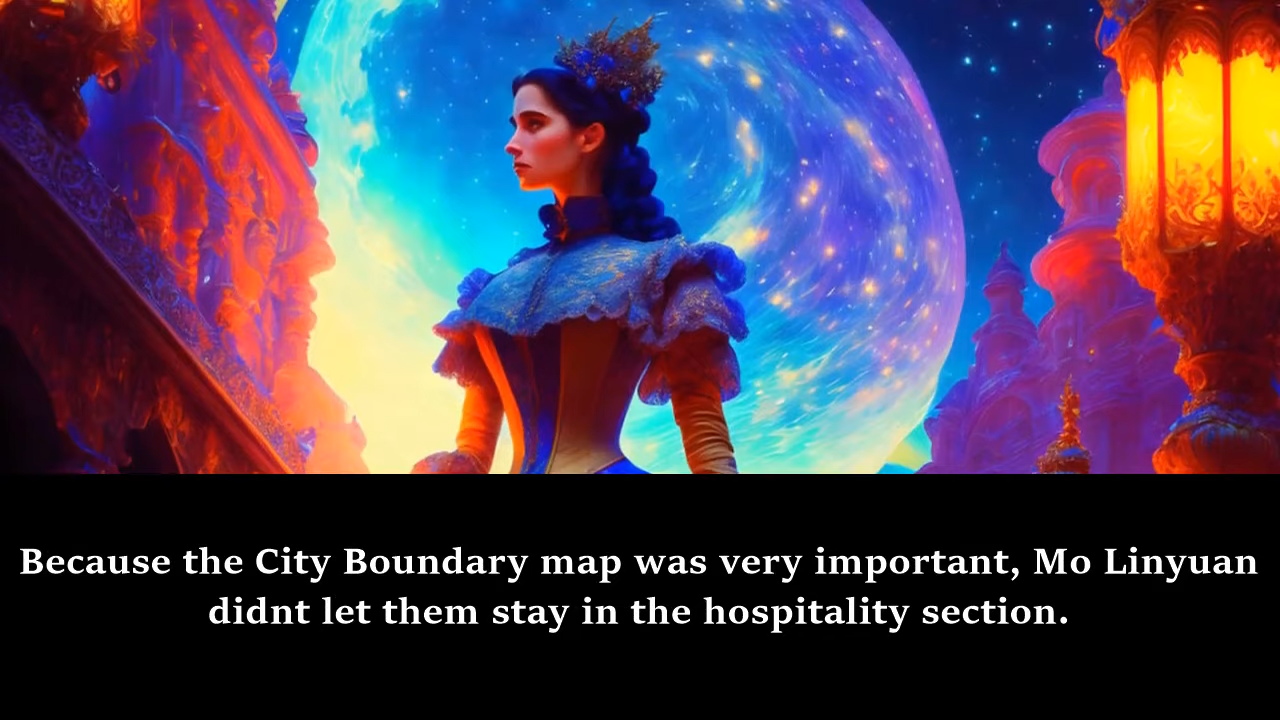 Because the City Boundary map was very important, Mo Linyuan
didnt let them stay in the hospitality section.